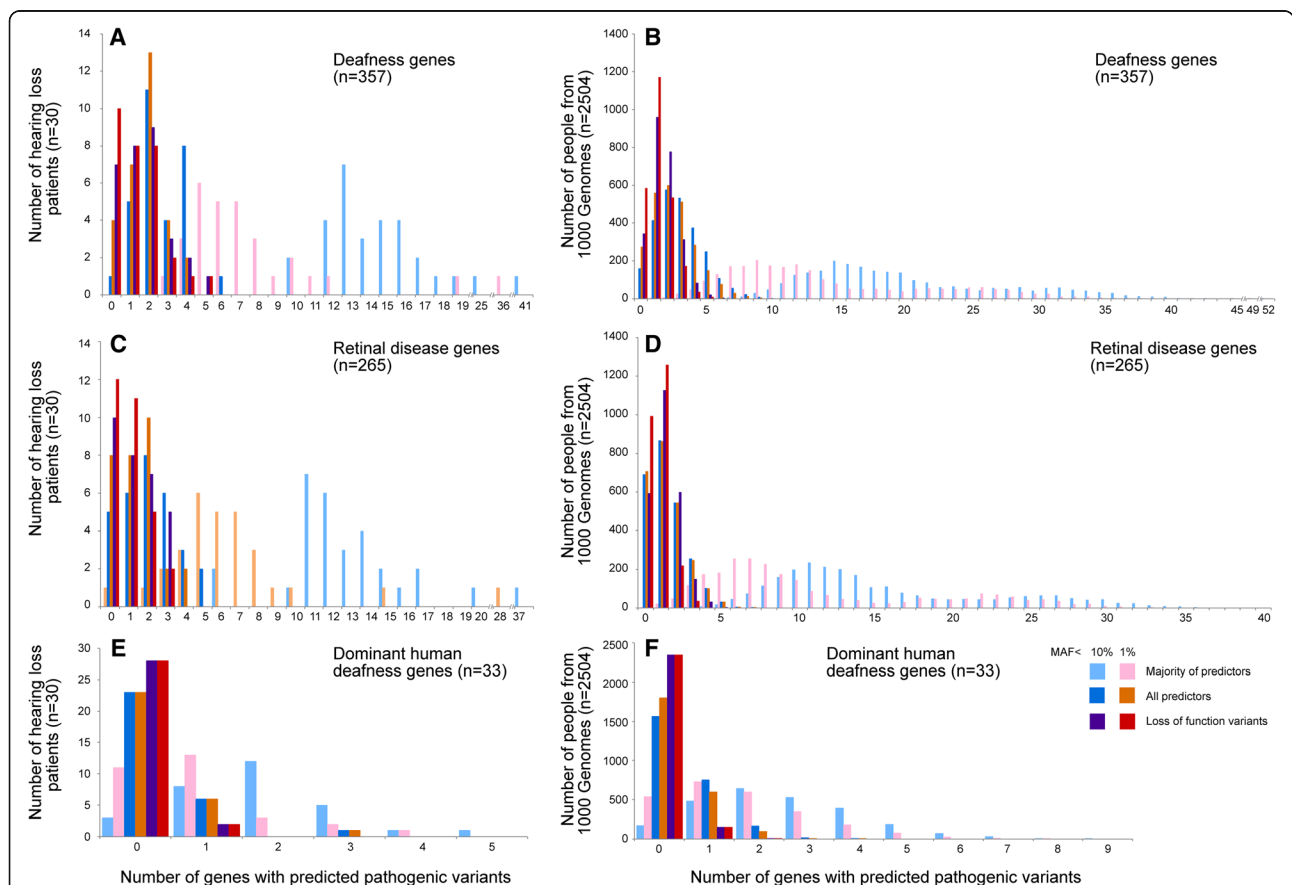 A
Deafness genes
(n=357)
Number of hearing loss
patients (n=30)
14
12
10
8
6
4
2
0
0 1 2 3 4 5 6 7 8 9 10 11 12 13 14 15 16 17 18 19 25 36 41
B
Deafness genes
(n=357)
Number of people from
1000 Genomes (n=2504)
1400
1200
1000
800
600
400
200
0
0 5 10 15 20 25 30 35 40 45 49 52
C
Retinal disease genes
(n=265)
Number of hearing loss
patients (n=30)
14
12
10
8
6
4
2
0
0 1 2 3 4 5 6 7 8 9 10 11 12 13 14 15 16 17 18 19 20 28 37
D
Retinal disease genes
(n=265)
Number of people from
1000 Genomes (n=2504)
1400
1200
1000
800
600
400
200
0
0 5 10 15 20 25 30 35 40
E
Dominant human
deafness genes (n=33)
Number of hearing loss
patients (n=30)
30
25
20
15
10
5
0
0 1 2 3 4 5
Number of genes with predicted pathogenic variants
F
Dominant human
deafness genes (n=33)
Number of people from
1000 Genomes (n=2504)
2500
2000
1500
1000
500
0
0 1 2 3 4 5 6 7 8 9
Number of genes with predicted pathogenic variants
MAF< 10% 1%
Majority of predictors
All predictors
Loss of function variants